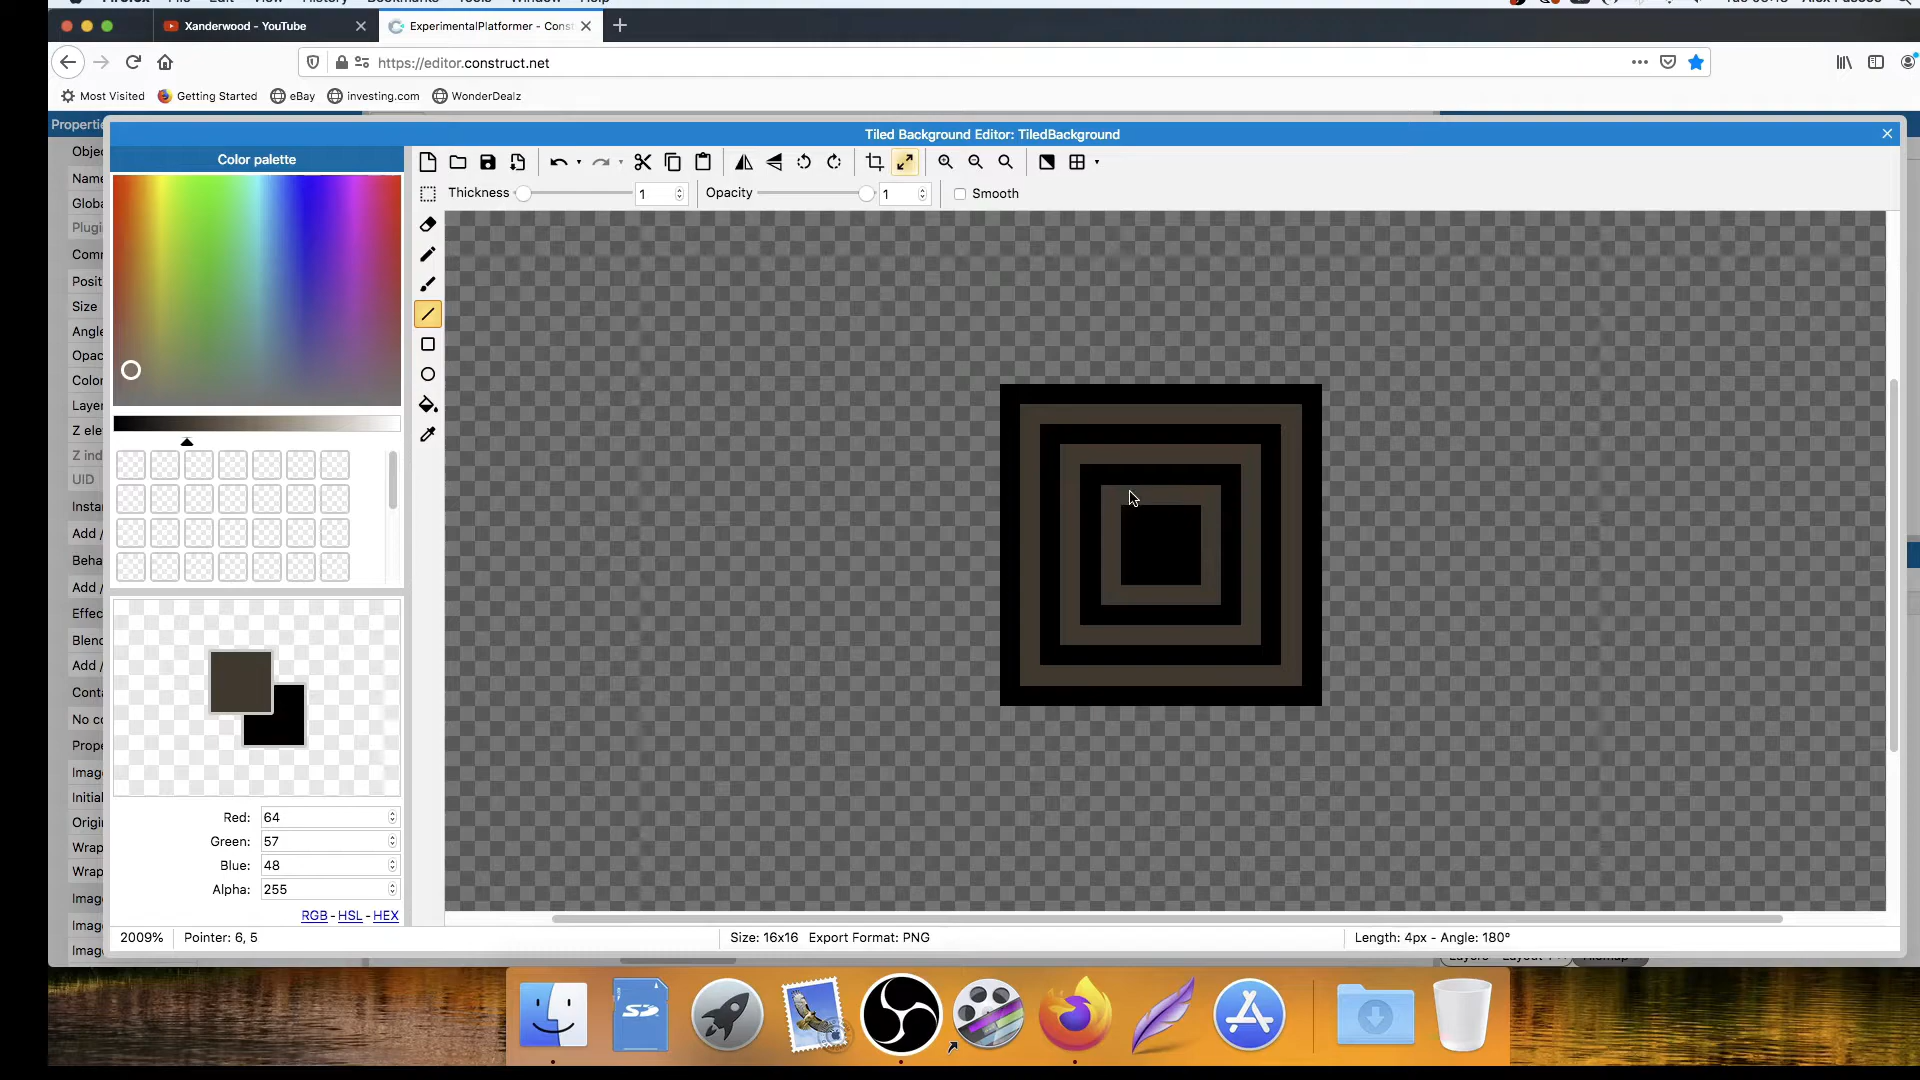 Xanderwood - YouTube
ExperimentalPlatformer - Const
https://editor.construct.net
Most Visited
Getting Started
eBay
investing.com
WonderDealz
Properti
Tiled Background Editor: TiledBackground
Color palette
Thickness
1
Opacity
1
Smooth
Objec
Name
Globa
Plugi
Comm
Posit
Size
Angle
Opac
Color
Layer
Z ele
Z ind
UID
Insta
Add /
Beha
Add /
Effec
Blend
Add /
Conta
No co
Prope
Imag
Initial
Origi
Wrap
Wrap
Imag
Imag
Imag
Red:
64
Green:
57
Blue:
48
Alpha:
255
RGB - HSL - HEX
2009%
Pointer: 6, 5
Size: 16x16
Export Format: PNG
Length: 4px - Angle: 180°
SD